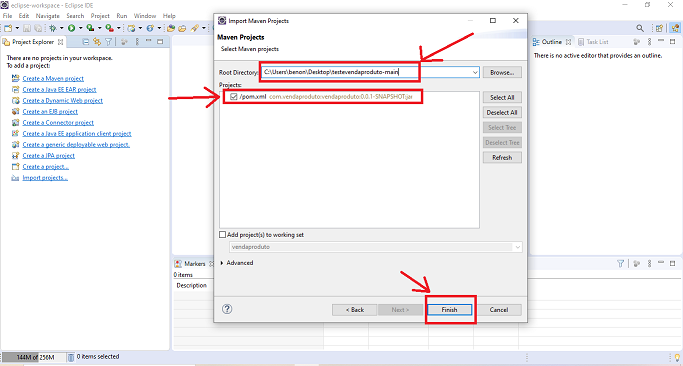 eclipse-workspace - Eclipse IDE
File Edit Navigate Search Project Run Window Help
Project Explorer
There are no projects in your workspace.
To add a project:
Create a Maven project
Create a Java EE EAR project
Create a Dynamic Web project
Create an EJB project
Create a Connector project
Create a Java EE application client project
Create a generic deployable web project.
Create a JPA project
Create a project...
Import projects...
Import Maven Projects
Maven Projects
Select Maven projects
Root Directory: C:\Users\benon\Desktop\testevendaproduto-main Browse...
Projects:
/pom.xml com.vendaproduto:vendaproduto:0.0.1-SNAPSHOT:jar
Select All
Deselect All
Select Tree
Deselect Tree
Refresh
Add project(s) to working set
vendaproduto
Advanced
< Back Next > Finish Cancel
Outline Task List
There is no active editor that provides an outline.
Markers
0 items
Description
144M of 256M 0 items selected